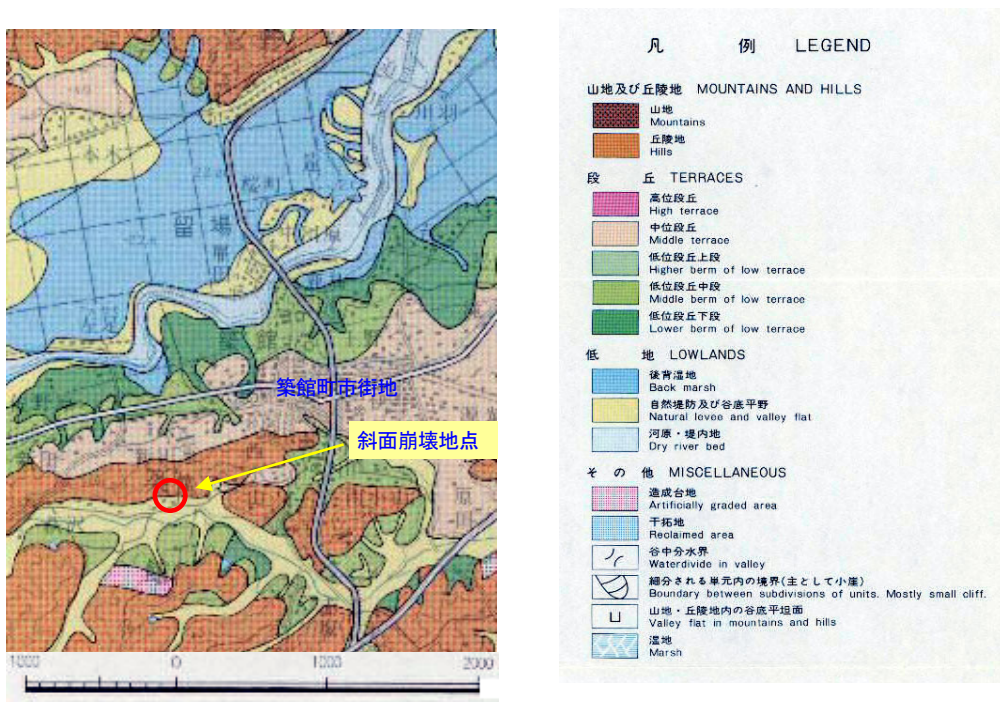 築館町市街地
斜面崩壊地点
1000 0 1000 2000
凡 例 LEGEND
山地及び丘陵地 MOUNTAINS AND HILLS
山地
Mountains
丘陵地
Hills
段 丘 TERRACES
高位段丘
High terrace
中位段丘
Middle terrace
低位段丘上段
Higher berm of low terrace
低位段丘中段
Middle berm of low terrace
低位段丘下段
Lower berm of low terrace
低 地 LOWLANDS
後背湿地
Back marsh
自然堤防及び谷底平野
Natural levee and valley flat
河原・堤内地
Dry river bed
その他 MISCELLANEOUS
造成台地
Artificially graded area
干拓地
Reclaimed area
谷中分水界
Waterdivide in valley
細分される単元内の境界(主として小崖)
Boundary between subdivisions of units. Mostly small cliff.
山地・丘陵地内の谷底平坦面
Valley flat in mountains and hills
湿地
Marsh